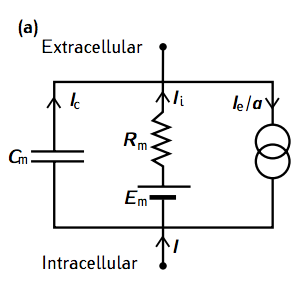 (a)
Extracellular
Ic
Ii
Ie/a
Rm
Cm
Em
I
Intracellular